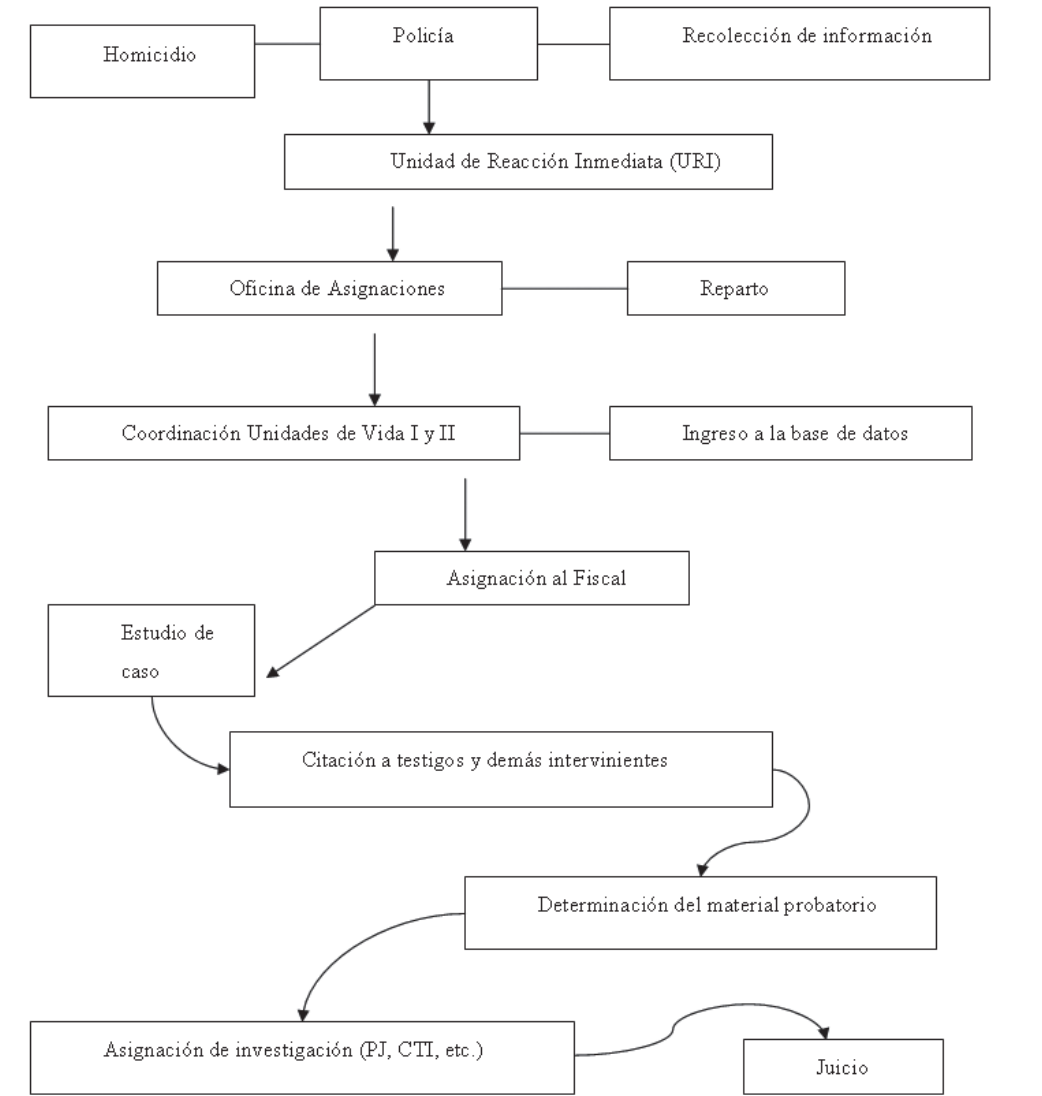 Homicidio
Policía
Recolección de información
Unidad de Reacción Inmediata (URI)
Oficina de Asignaciones
Reparto
Coordinación Unidades de Vida I y II
Ingreso a la base de datos
Asignación al Fiscal
Estudio de
caso
Citación a testigos y demás intervinientes
Determinación del material probatorio
Asignación de investigación (PJ, CTI, etc.)
Juicio